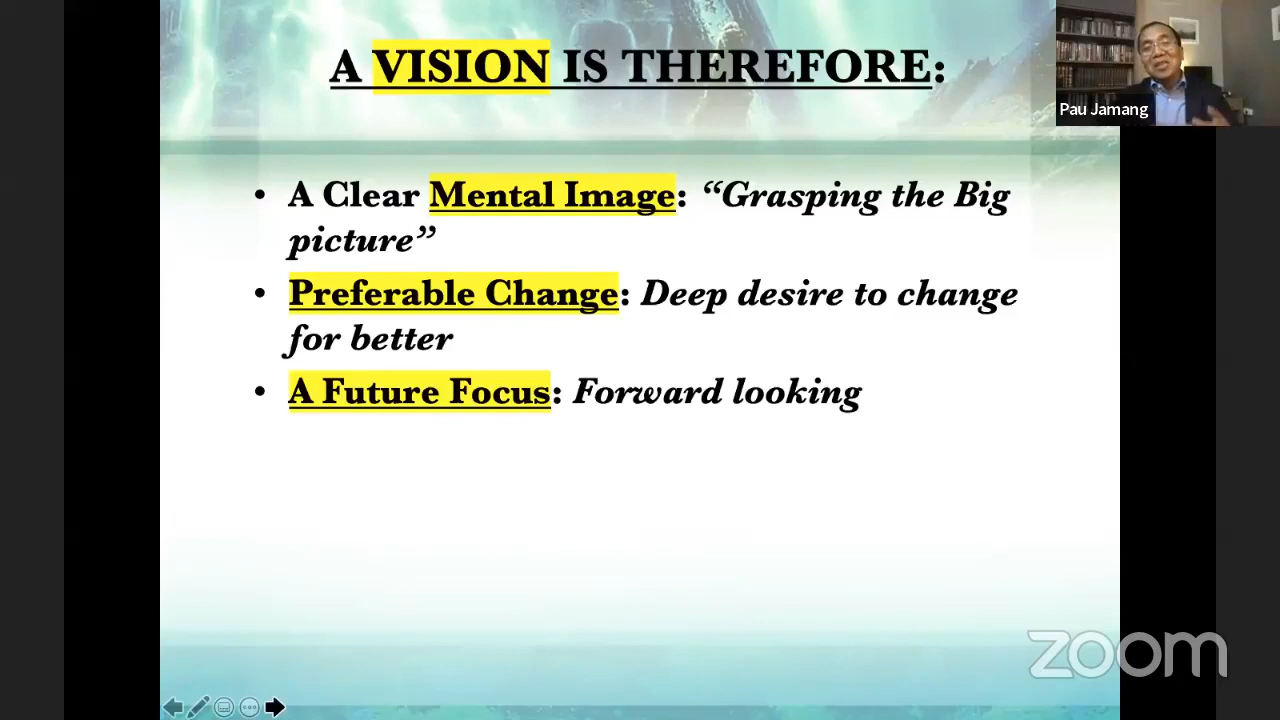 A VISION IS THEREFORE:
Pau Jamang
• A Clear Mental Image: “Grasping the Big
picture”
• Preferable Change: Deep desire to change
for better
• A Future Focus: Forward looking
zoom